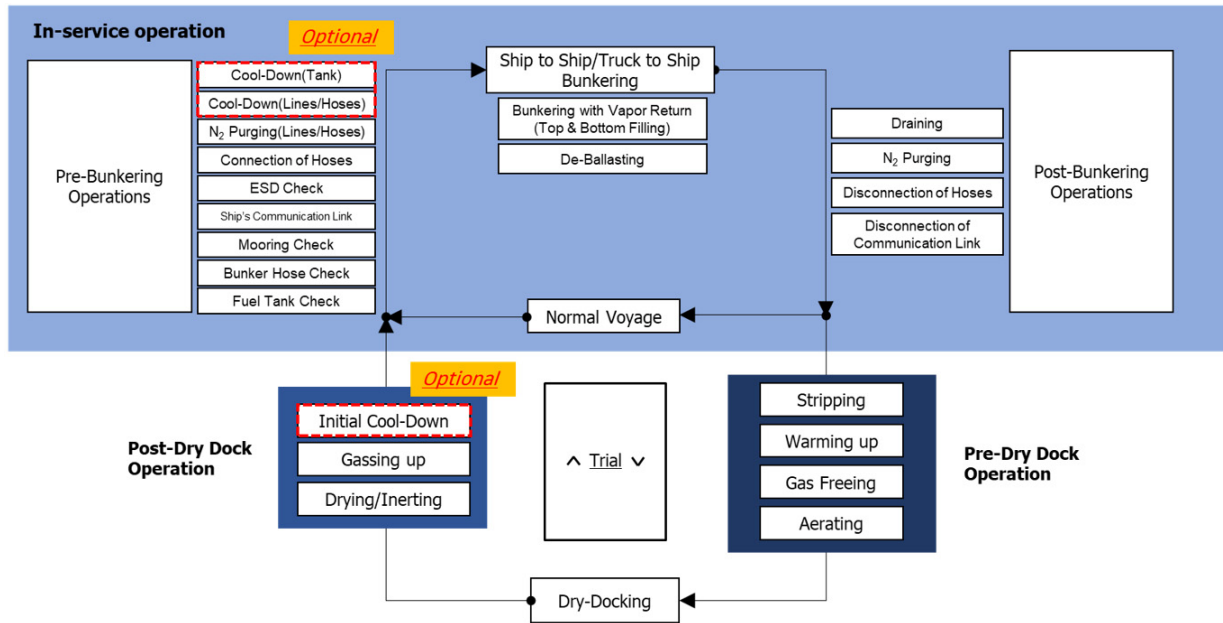 In-service operation
Optional
Pre-Bunkering
Operations
Cool-Down(Tank)
Cool-Down(Lines/Hoses)
N₂ Purging(Lines/Hoses)
Connection of Hoses
ESD Check
Ship's Communication Link
Mooring Check
Bunker Hose Check
Fuel Tank Check
Ship to Ship/Truck to Ship
Bunkering
Bunkering with Vapor Return
(Top & Bottom Filling)
De-Ballasting
Draining
N₂ Purging
Disconnection of Hoses
Disconnection of
Communication Link
Post-Bunkering
Operations
Normal Voyage
Optional
Post-Dry Dock
Operation
Initial Cool-Down
Gassing up
Drying/Inerting
∧ Trial ∨
Stripping
Warming up
Gas Freeing
Aerating
Pre-Dry Dock
Operation
Dry-Docking